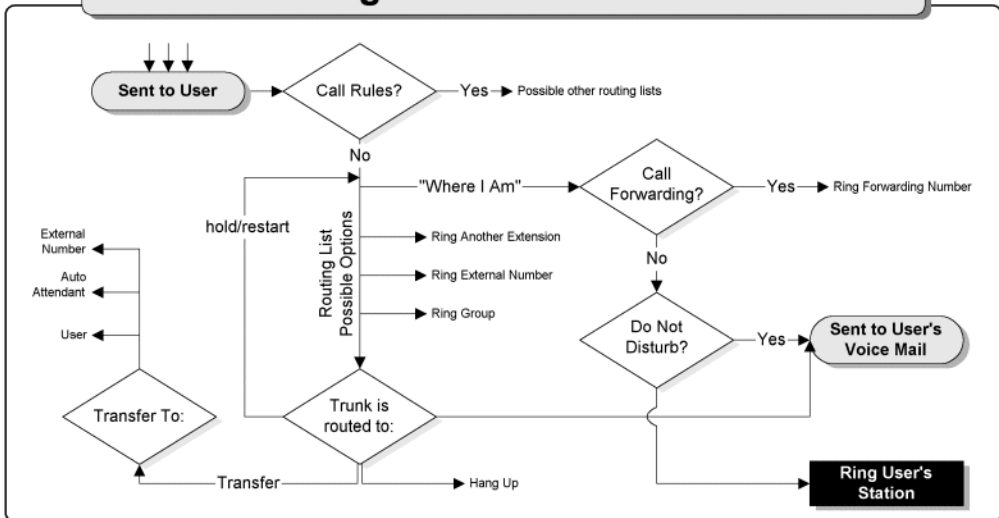 Sent to User
Call Rules?
Yes
Possible other routing lists
No
"Where I Am"
Call
Forwarding?
Yes
Ring Forwarding Number
hold/restart
Routing List
Possible Options
Ring Another Extension
Ring External Number
Ring Group
No
External
Number
Auto
Attendant
User
Do Not
Disturb?
Yes
Sent to User's
Voice Mail
Transfer To:
Trunk is
routed to:
Transfer
Hang Up
Ring User's
Station